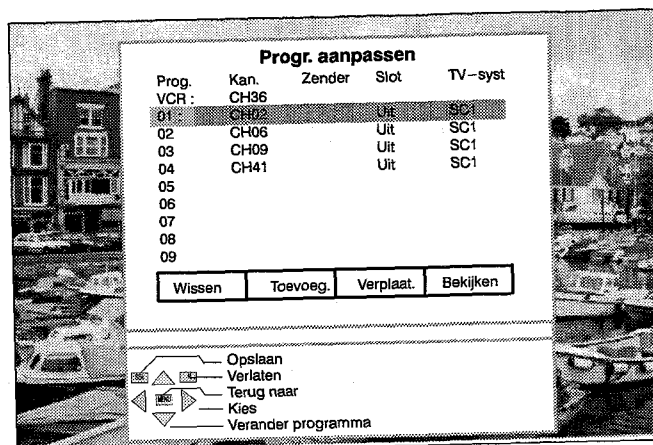 Progr. aanpassen
Prog. Kan. Zender Slot TV-syst
VCR : CH36
01 : CH02 Uit SC1
02 CH06 Uit SC1
03 CH09 Uit SC1
04 CH41 Uit SC1
05
06
07
08
09
Wissen Toevoeg. Verplaat. Bekijken
Opslaan
Verlaten
Terug naar
MENU
Kies
Verander programma